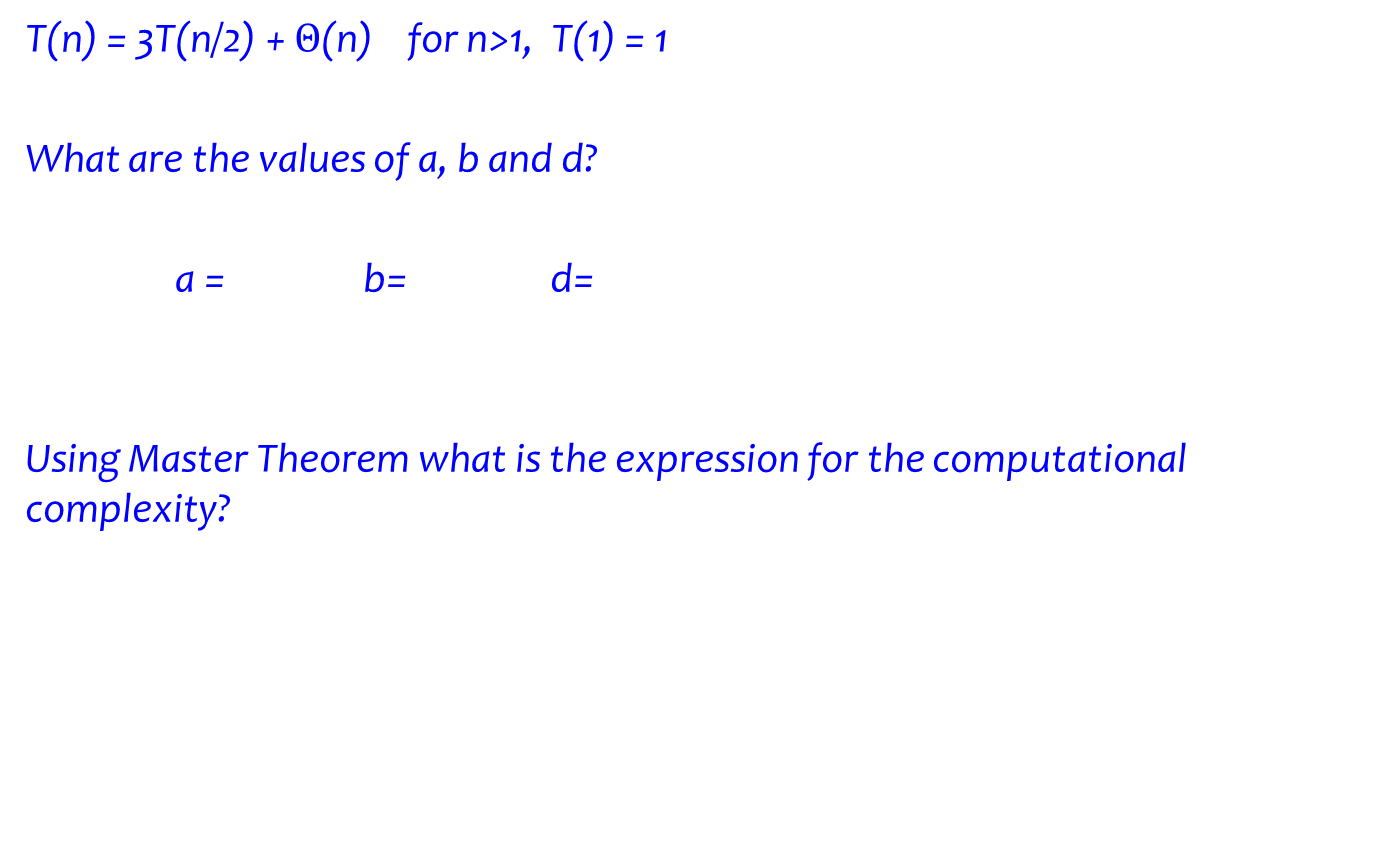 T(n) = 3T(n/2) + Θ(n) for n>1, T(1) = 1
What are the values of a, b and d?
a = b= d=
Using Master Theorem what is the expression for the computational
complexity?